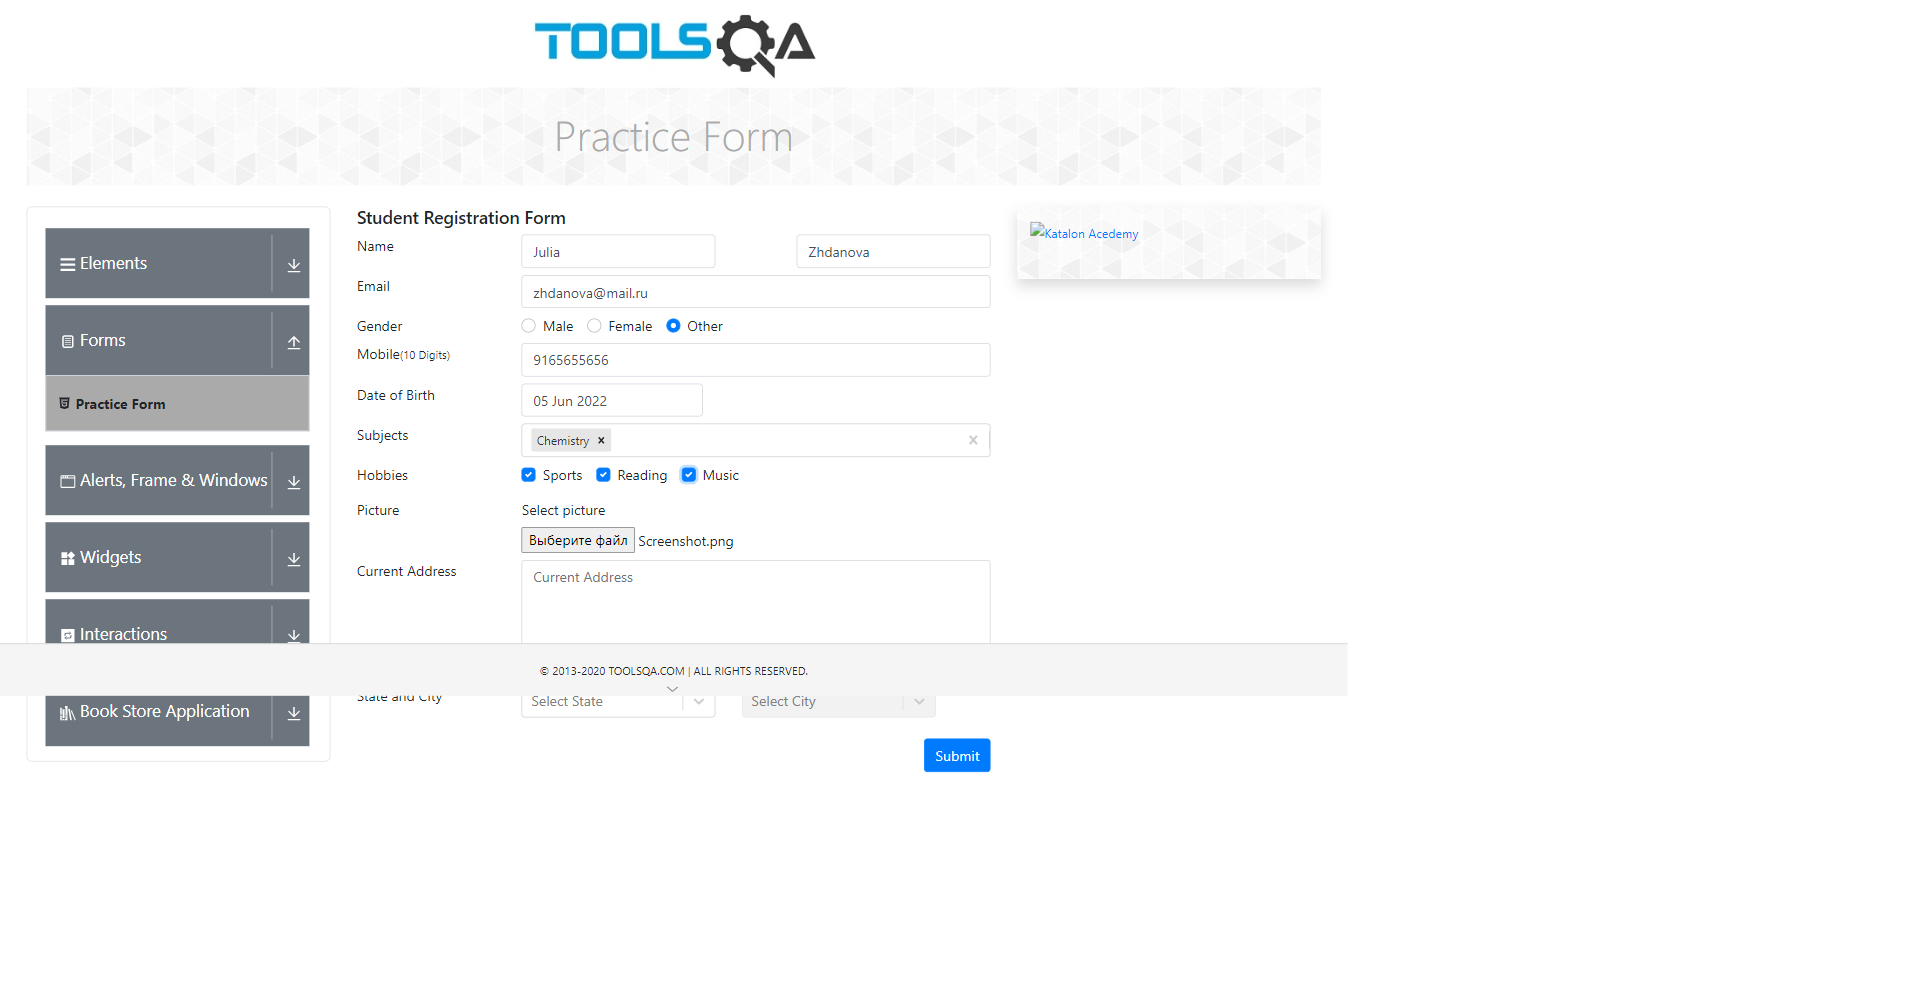 TOOLSQA
Practice Form
Elements
Forms
Practice Form
Alerts, Frame & Windows
Widgets
Interactions
Book Store Application
Student Registration Form
Name Julia Zhdanova
Email zhdanova@mail.ru
Gender Male Female Other
Mobile(10 Digits) 9165655656
Date of Birth 05 Jun 2022
Subjects Chemistry
Hobbies Sports Reading Music
Picture Select picture
Выберите файл Screenshot.png
Current Address Current Address
State and City Select State Select City
Submit
Katalon Acedemy
© 2013-2020 TOOLSQA.COM | ALL RIGHTS RESERVED.